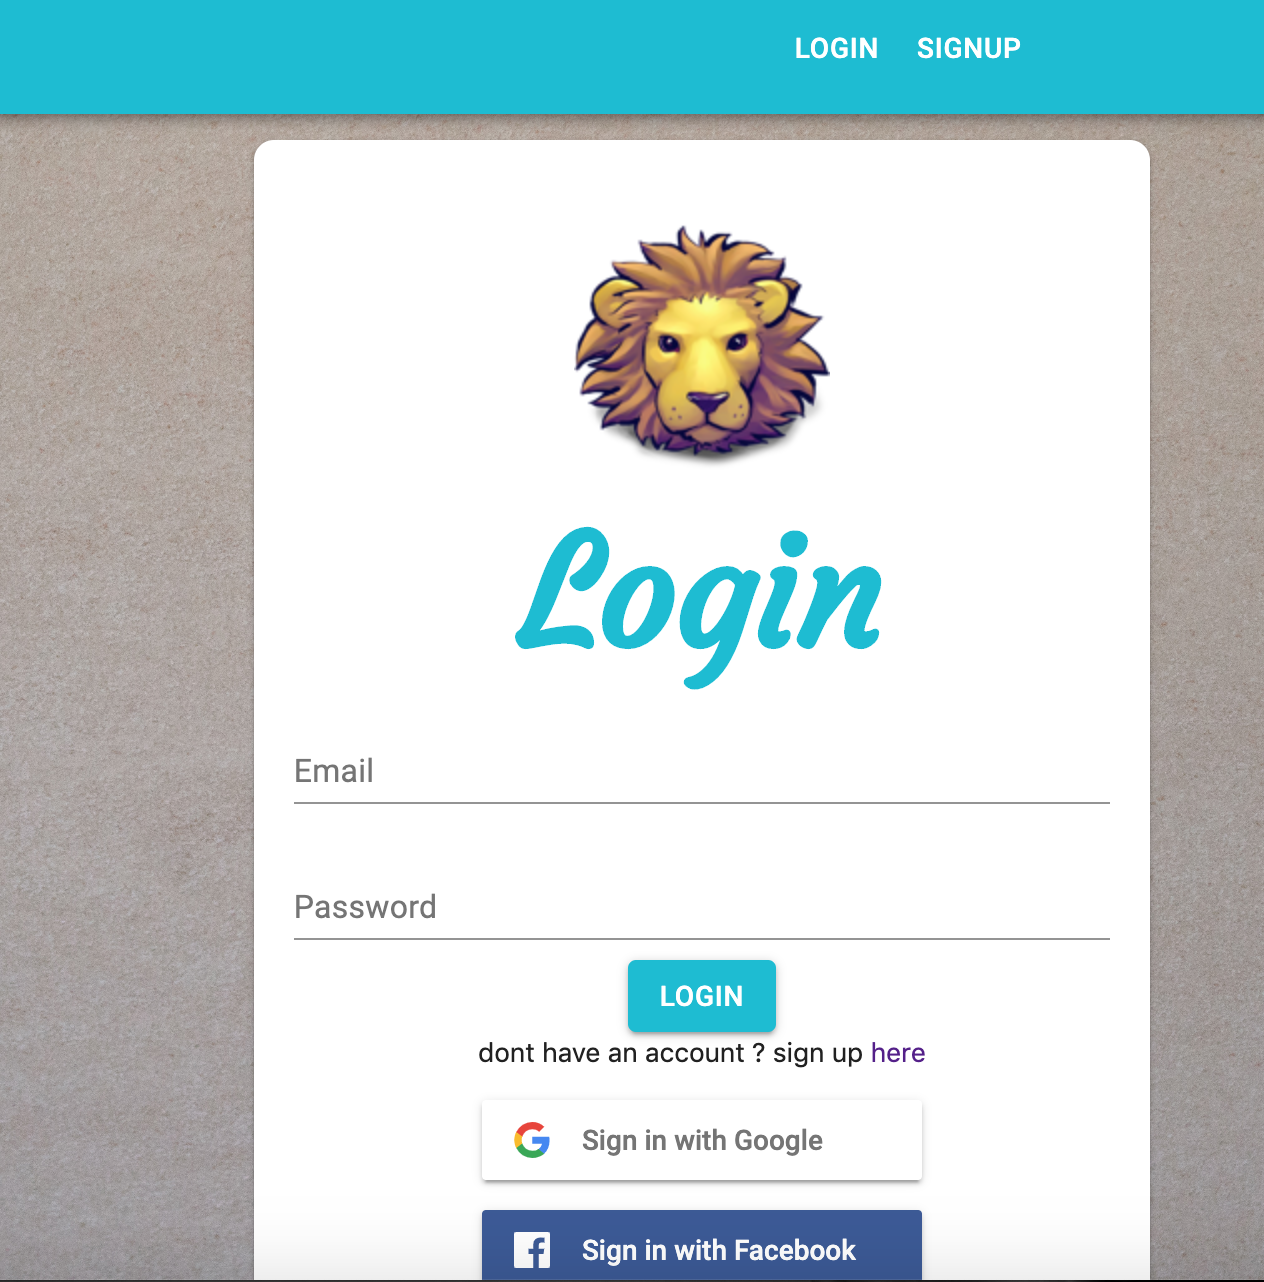 LOGIN SIGNUP
Login
Email
Password
LOGIN
dont have an account ? sign up here
Sign in with Google
Sign in with Facebook